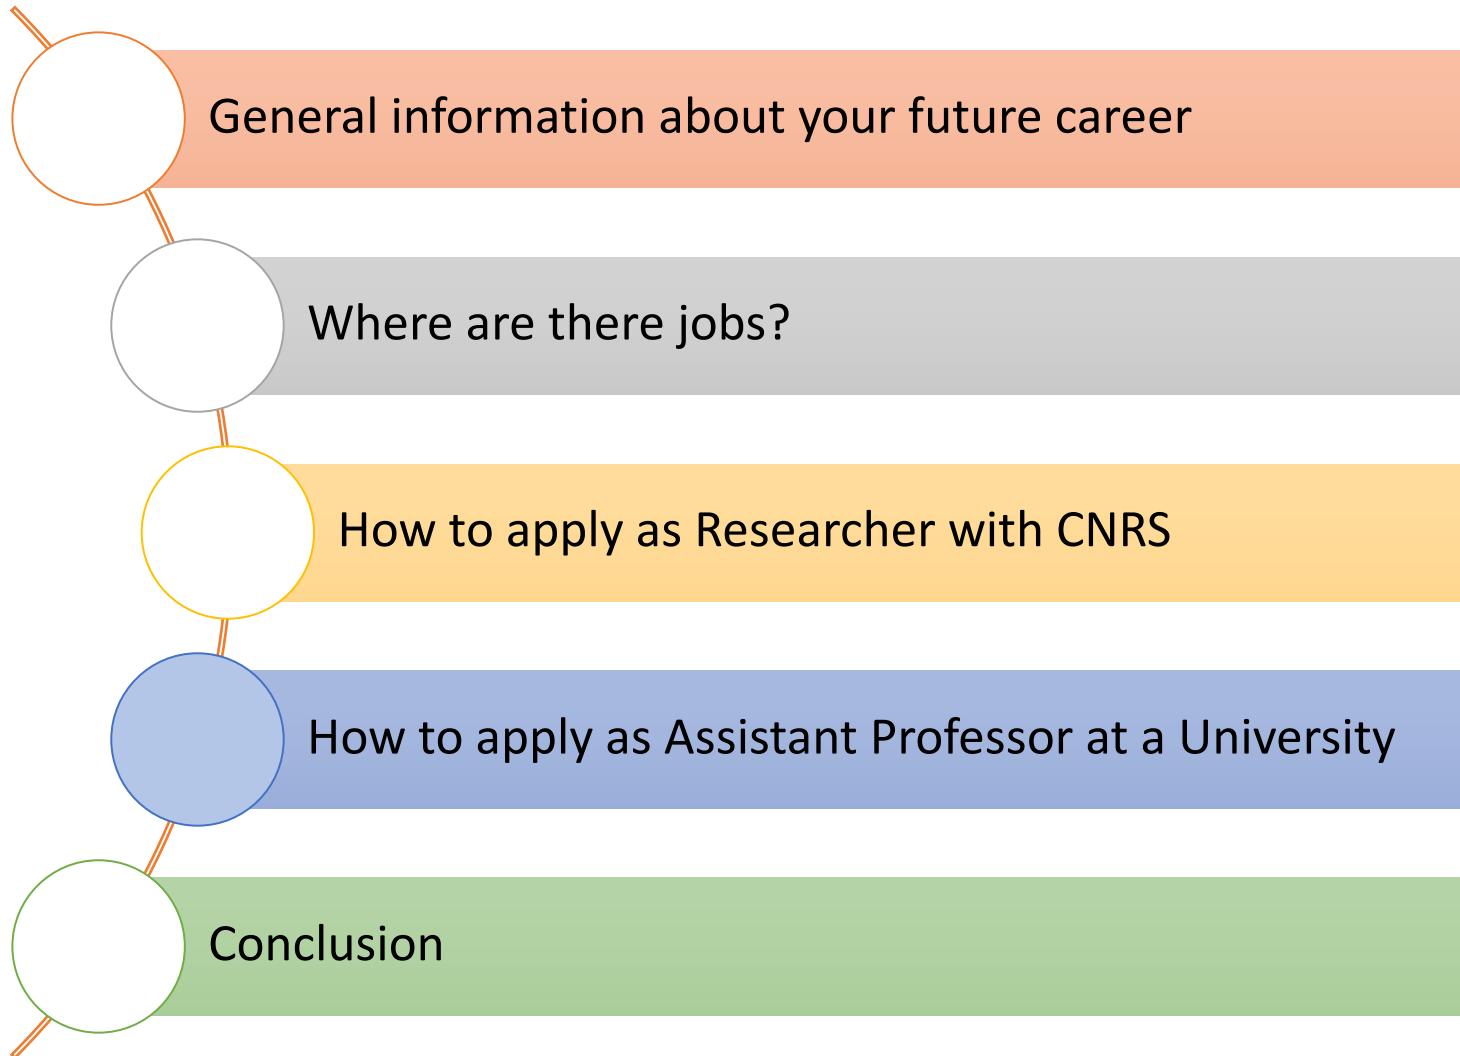 General information about your future career
Where are there jobs?
How to apply as Researcher with CNRS
How to apply as Assistant Professor at a University
Conclusion